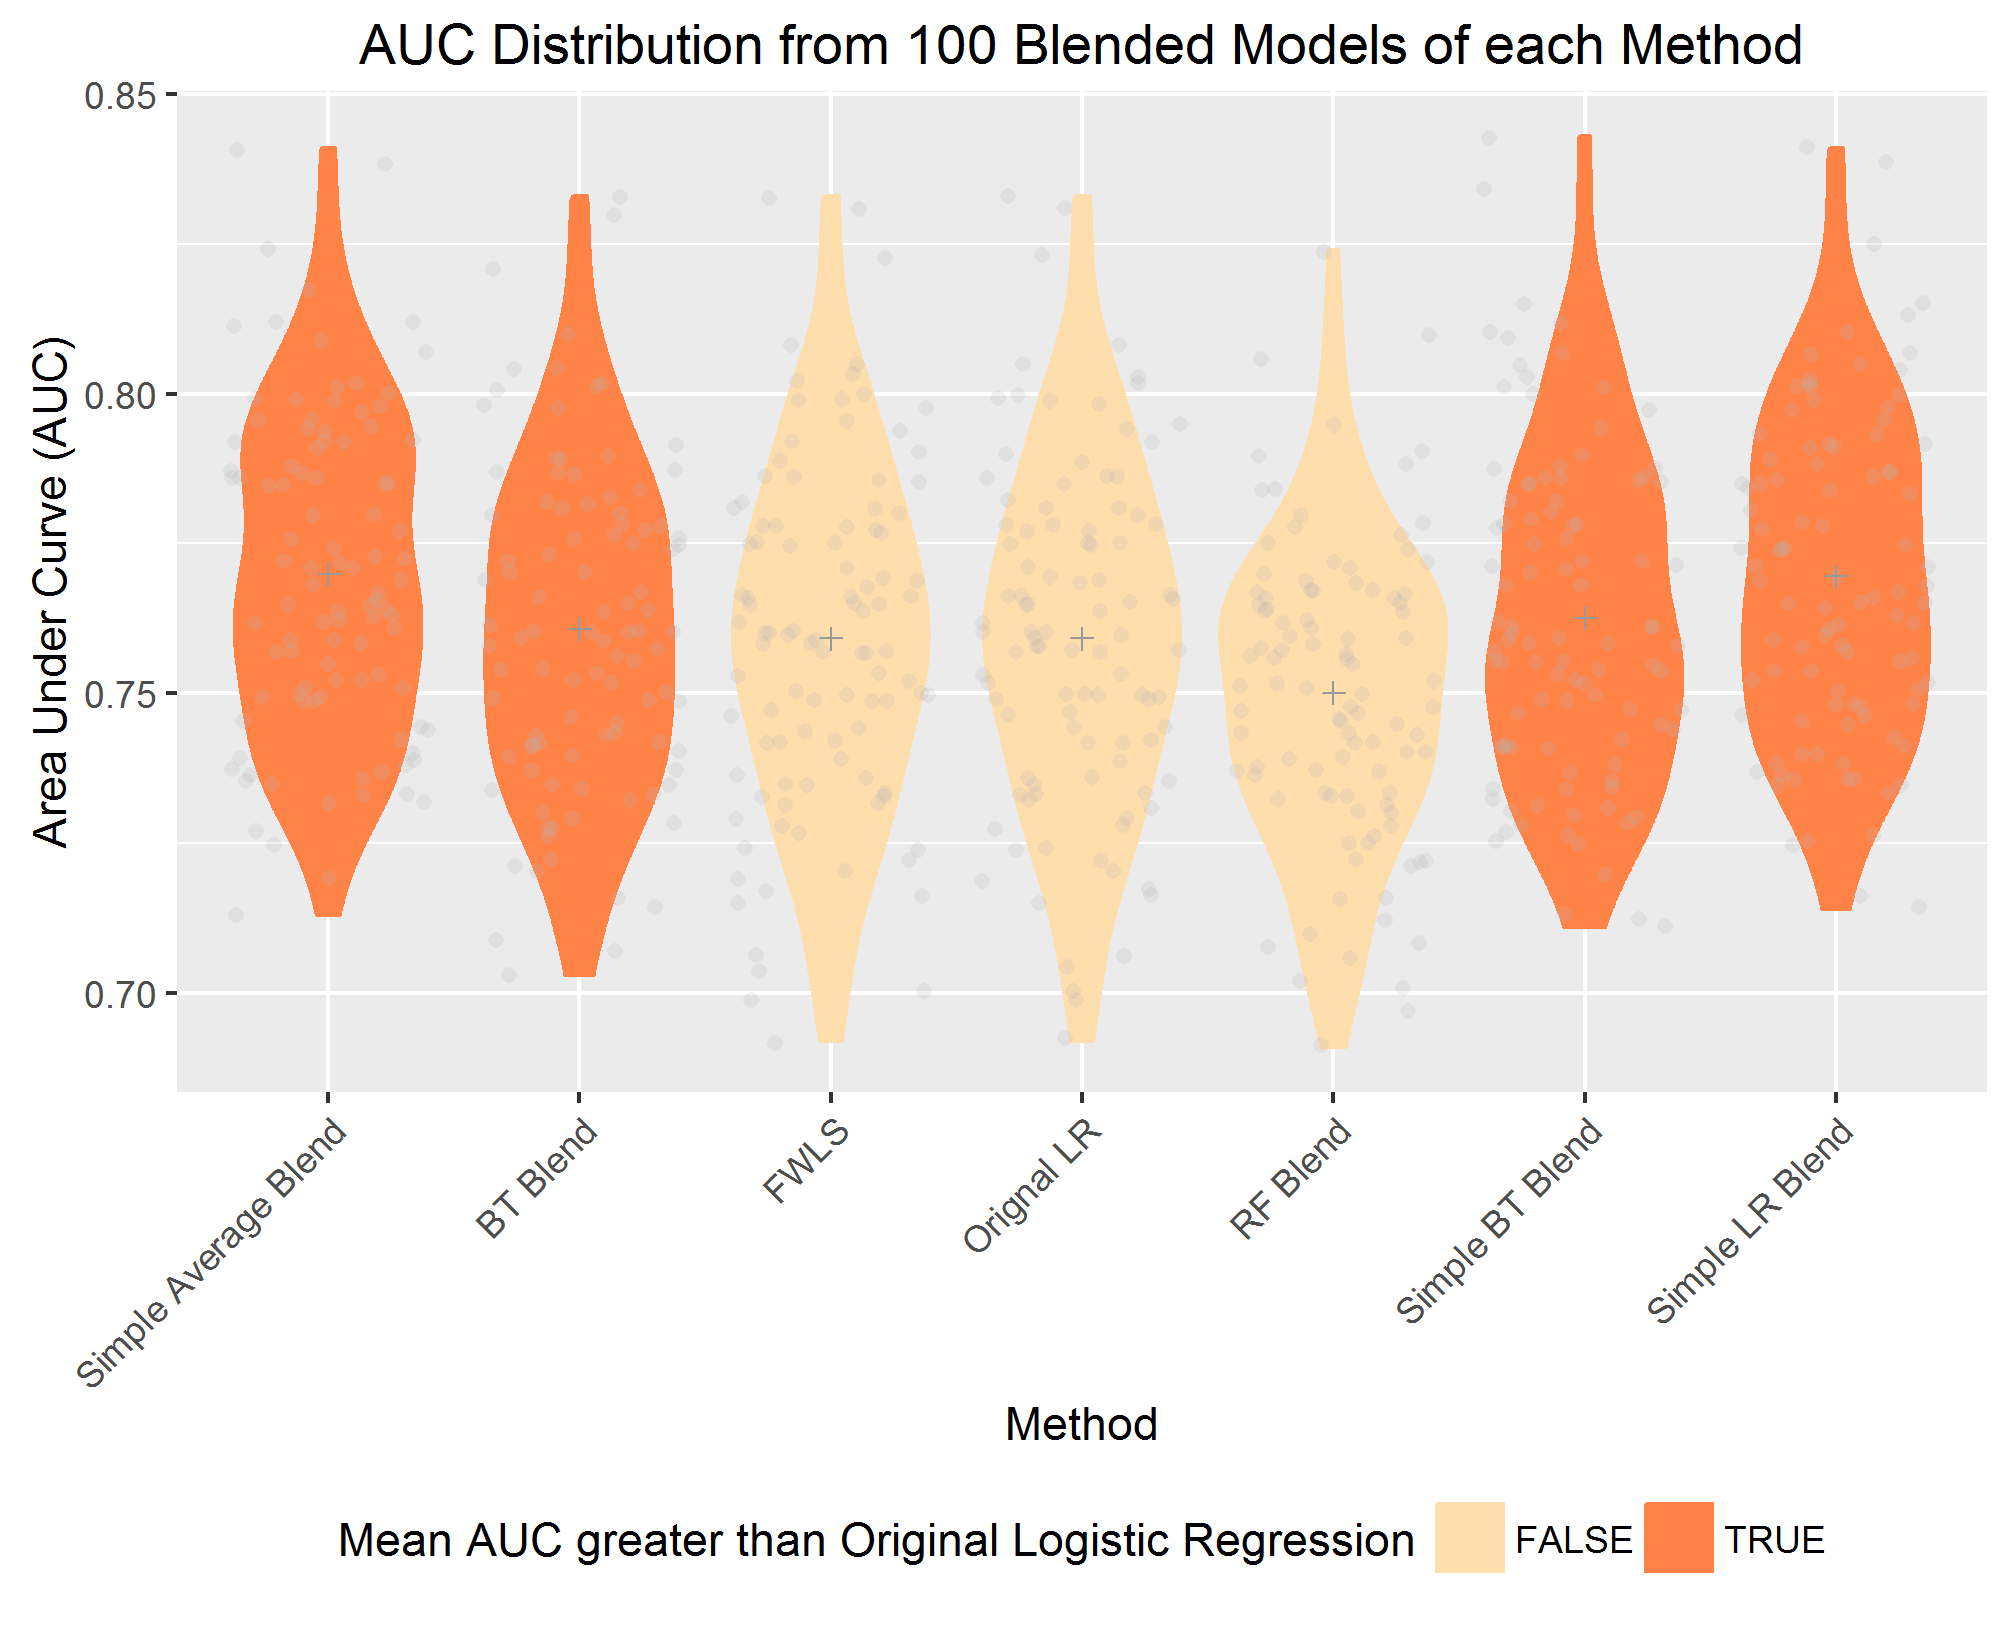 AUC Distribution from 100 Blended Models of each Method
Area Under Curve (AUC)
0.85
0.80
0.75
0.70
Simple Average Blend
BT Blend
FWLS
Orignal LR
RF Blend
Simple BT Blend
Simple LR Blend
Method
Mean AUC greater than Original Logistic Regression FALSE TRUE